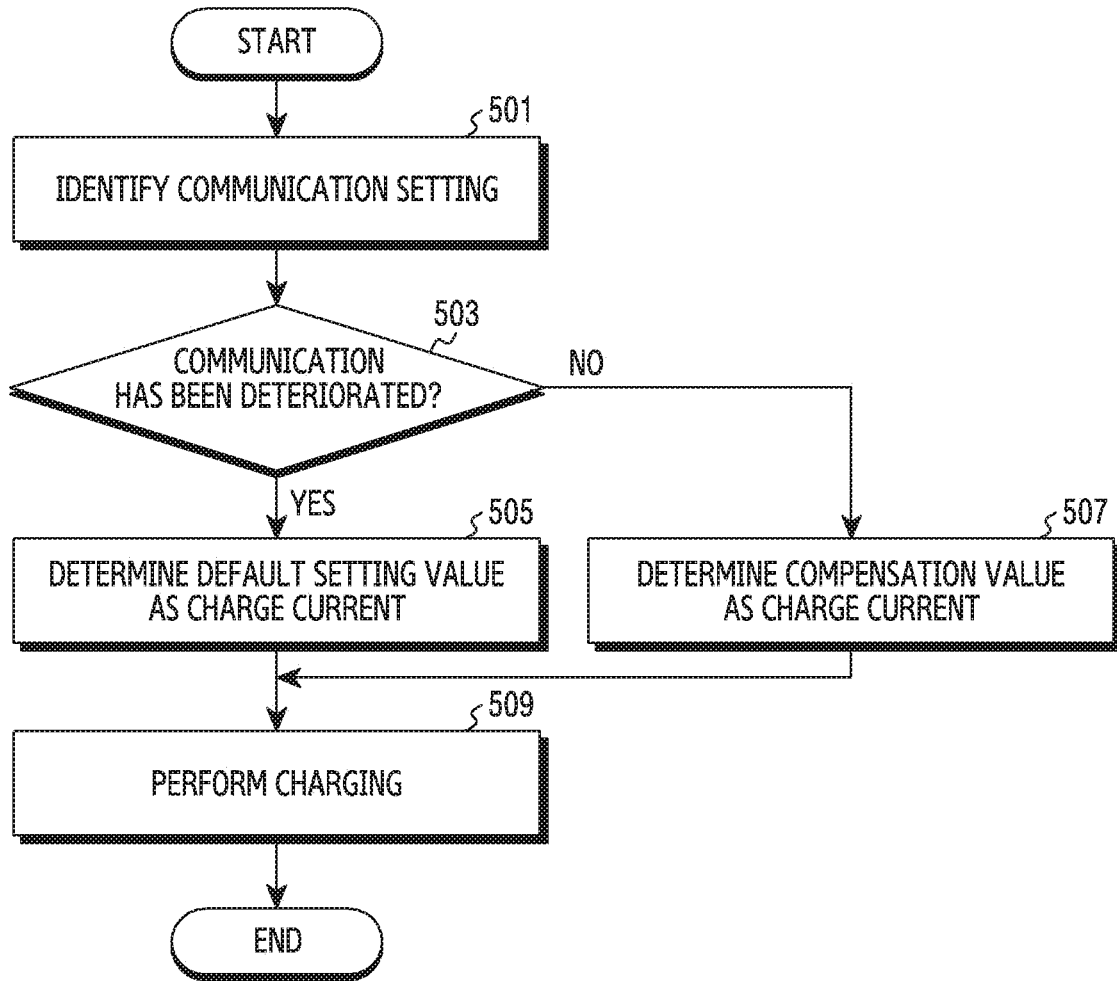 START
501
IDENTIFY COMMUNICATION SETTING
503
COMMUNICATION
HAS BEEN DETERIORATED?
NO
YES
505
DETERMINE DEFAULT SETTING VALUE
AS CHARGE CURRENT
507
DETERMINE COMPENSATION VALUE
AS CHARGE CURRENT
509
PERFORM CHARGING
END